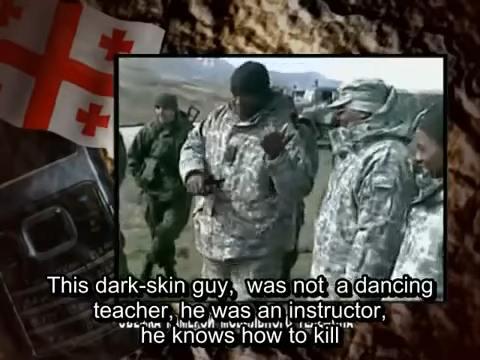 This dark-skin guy, was not a dancing
teacher, he was an instructor,
he knows how to kill